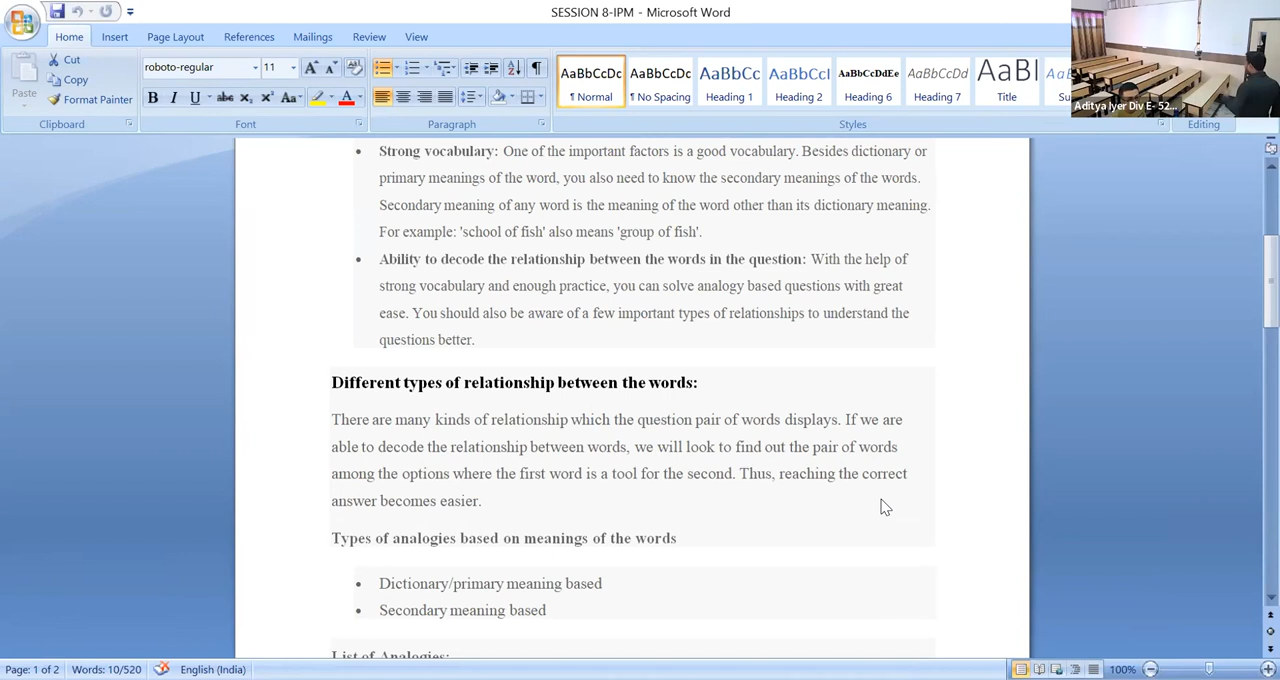 SESSION 8-IPM - Microsoft Word
Home Insert Page Layout References Mailings Review View
Paste
Cut
Copy
Format Painter
Clipboard
roboto-regular 11
Font
Paragraph
AaBbCcDc AaBbCcDc AaBbCc AaBbCcI AaBbCcDdEe AaBbCcDd AaBl
¶ Normal ¶ No Spacing Heading 1 Heading 2 Heading 6 Heading 7 Title
Styles
Editing
Aditya Iyer Div E- 52...
• Strong vocabulary: One of the important factors is a good vocabulary. Besides dictionary or
primary meanings of the word, you also need to know the secondary meanings of the words.
Secondary meaning of any word is the meaning of the word other than its dictionary meaning.
For example: 'school of fish' also means 'group of fish'.
• Ability to decode the relationship between the words in the question: With the help of
strong vocabulary and enough practice, you can solve analogy based questions with great
ease. You should also be aware of a few important types of relationships to understand the
questions better.
Different types of relationship between the words:
There are many kinds of relationship which the question pair of words displays. If we are
able to decode the relationship between words, we will look to find out the pair of words
among the options where the first word is a tool for the second. Thus, reaching the correct
answer becomes easier.
Types of analogies based on meanings of the words
• Dictionary/primary meaning based
• Secondary meaning based
List of Analogies:
Page: 1 of 2 Words: 10/520 English (India) 100%